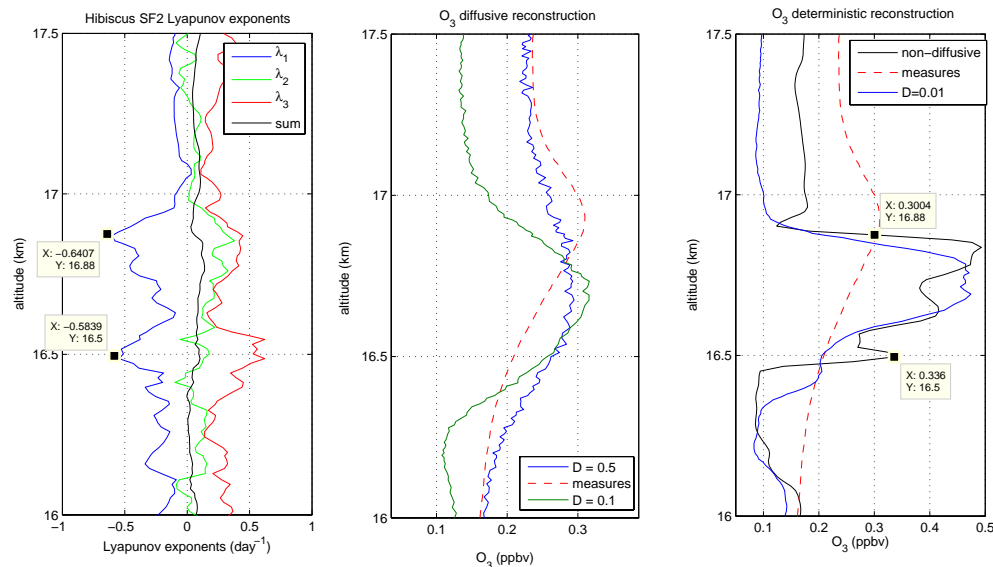 Hibiscus SF2 Lyapunov exponents
17.5
17
16.5
16
altitude (km)
λ1
λ2
λ3
sum
X: −0.6407
Y: 16.88
X: −0.5839
Y: 16.5
−1
−0.5
0
0.5
1
Lyapunov exponents (day−1)
O3 diffusive reconstruction
17.5
17
16.5
16
altitude (km)
D = 0.5
measures
D = 0.1
0.1
0.2
0.3
O3 (ppbv)
O3 deterministic reconstruction
17.5
17
16.5
16
altitude (km)
non−diffusive
measures
D=0.01
X: 0.3004
Y: 16.88
X: 0.336
Y: 16.5
0.1
0.2
0.3
0.4
0.5
O3 (ppbv)